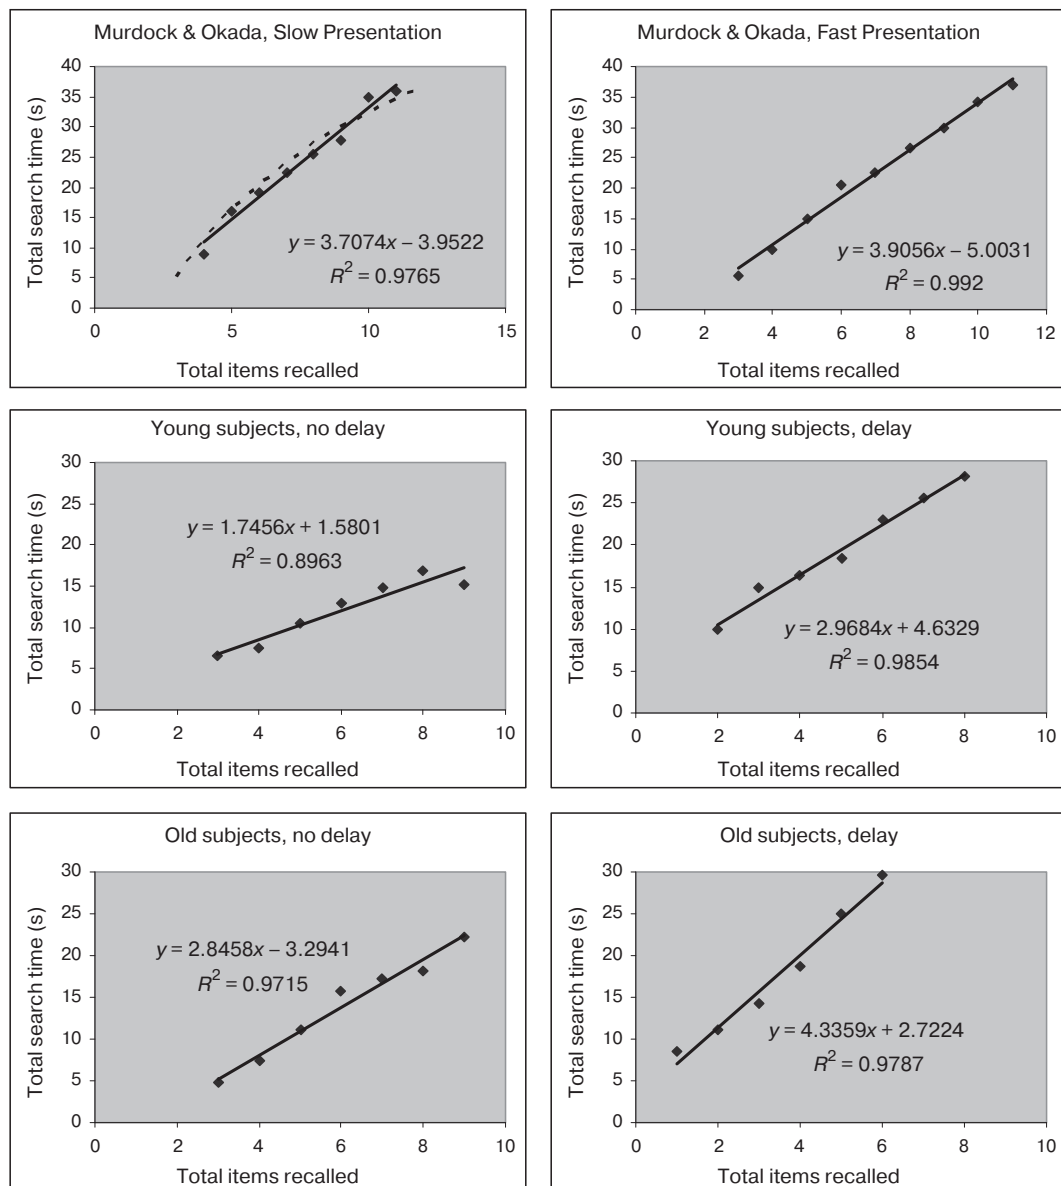 Murdock & Okada, Slow Presentation
Total search time (s)
40
35
30
25
20
15
10
5
0
y = 3.7074x – 3.9522
R² = 0.9765
0 5 10 15
Total items recalled
Murdock & Okada, Fast Presentation
Total search time (s)
40
35
30
25
20
15
10
5
0
y = 3.9056x – 5.0031
R² = 0.992
0 2 4 6 8 10 12
Total items recalled
Young subjects, no delay
Total search time (s)
30
25
20
15
10
5
0
y = 1.7456x + 1.5801
R² = 0.8963
0 2 4 6 8 10
Total items recalled
Young subjects, delay
Total search time (s)
30
25
20
15
10
5
0
y = 2.9684x + 4.6329
R² = 0.9854
0 2 4 6 8 10
Total items recalled
Old subjects, no delay
Total search time (s)
30
25
20
15
10
5
0
y = 2.8458x – 3.2941
R² = 0.9715
0 2 4 6 8 10
Total items recalled
Old subjects, delay
Total search time (s)
30
25
20
15
10
5
0
y = 4.3359x + 2.7224
R² = 0.9787
0 2 4 6 8 10
Total items recalled